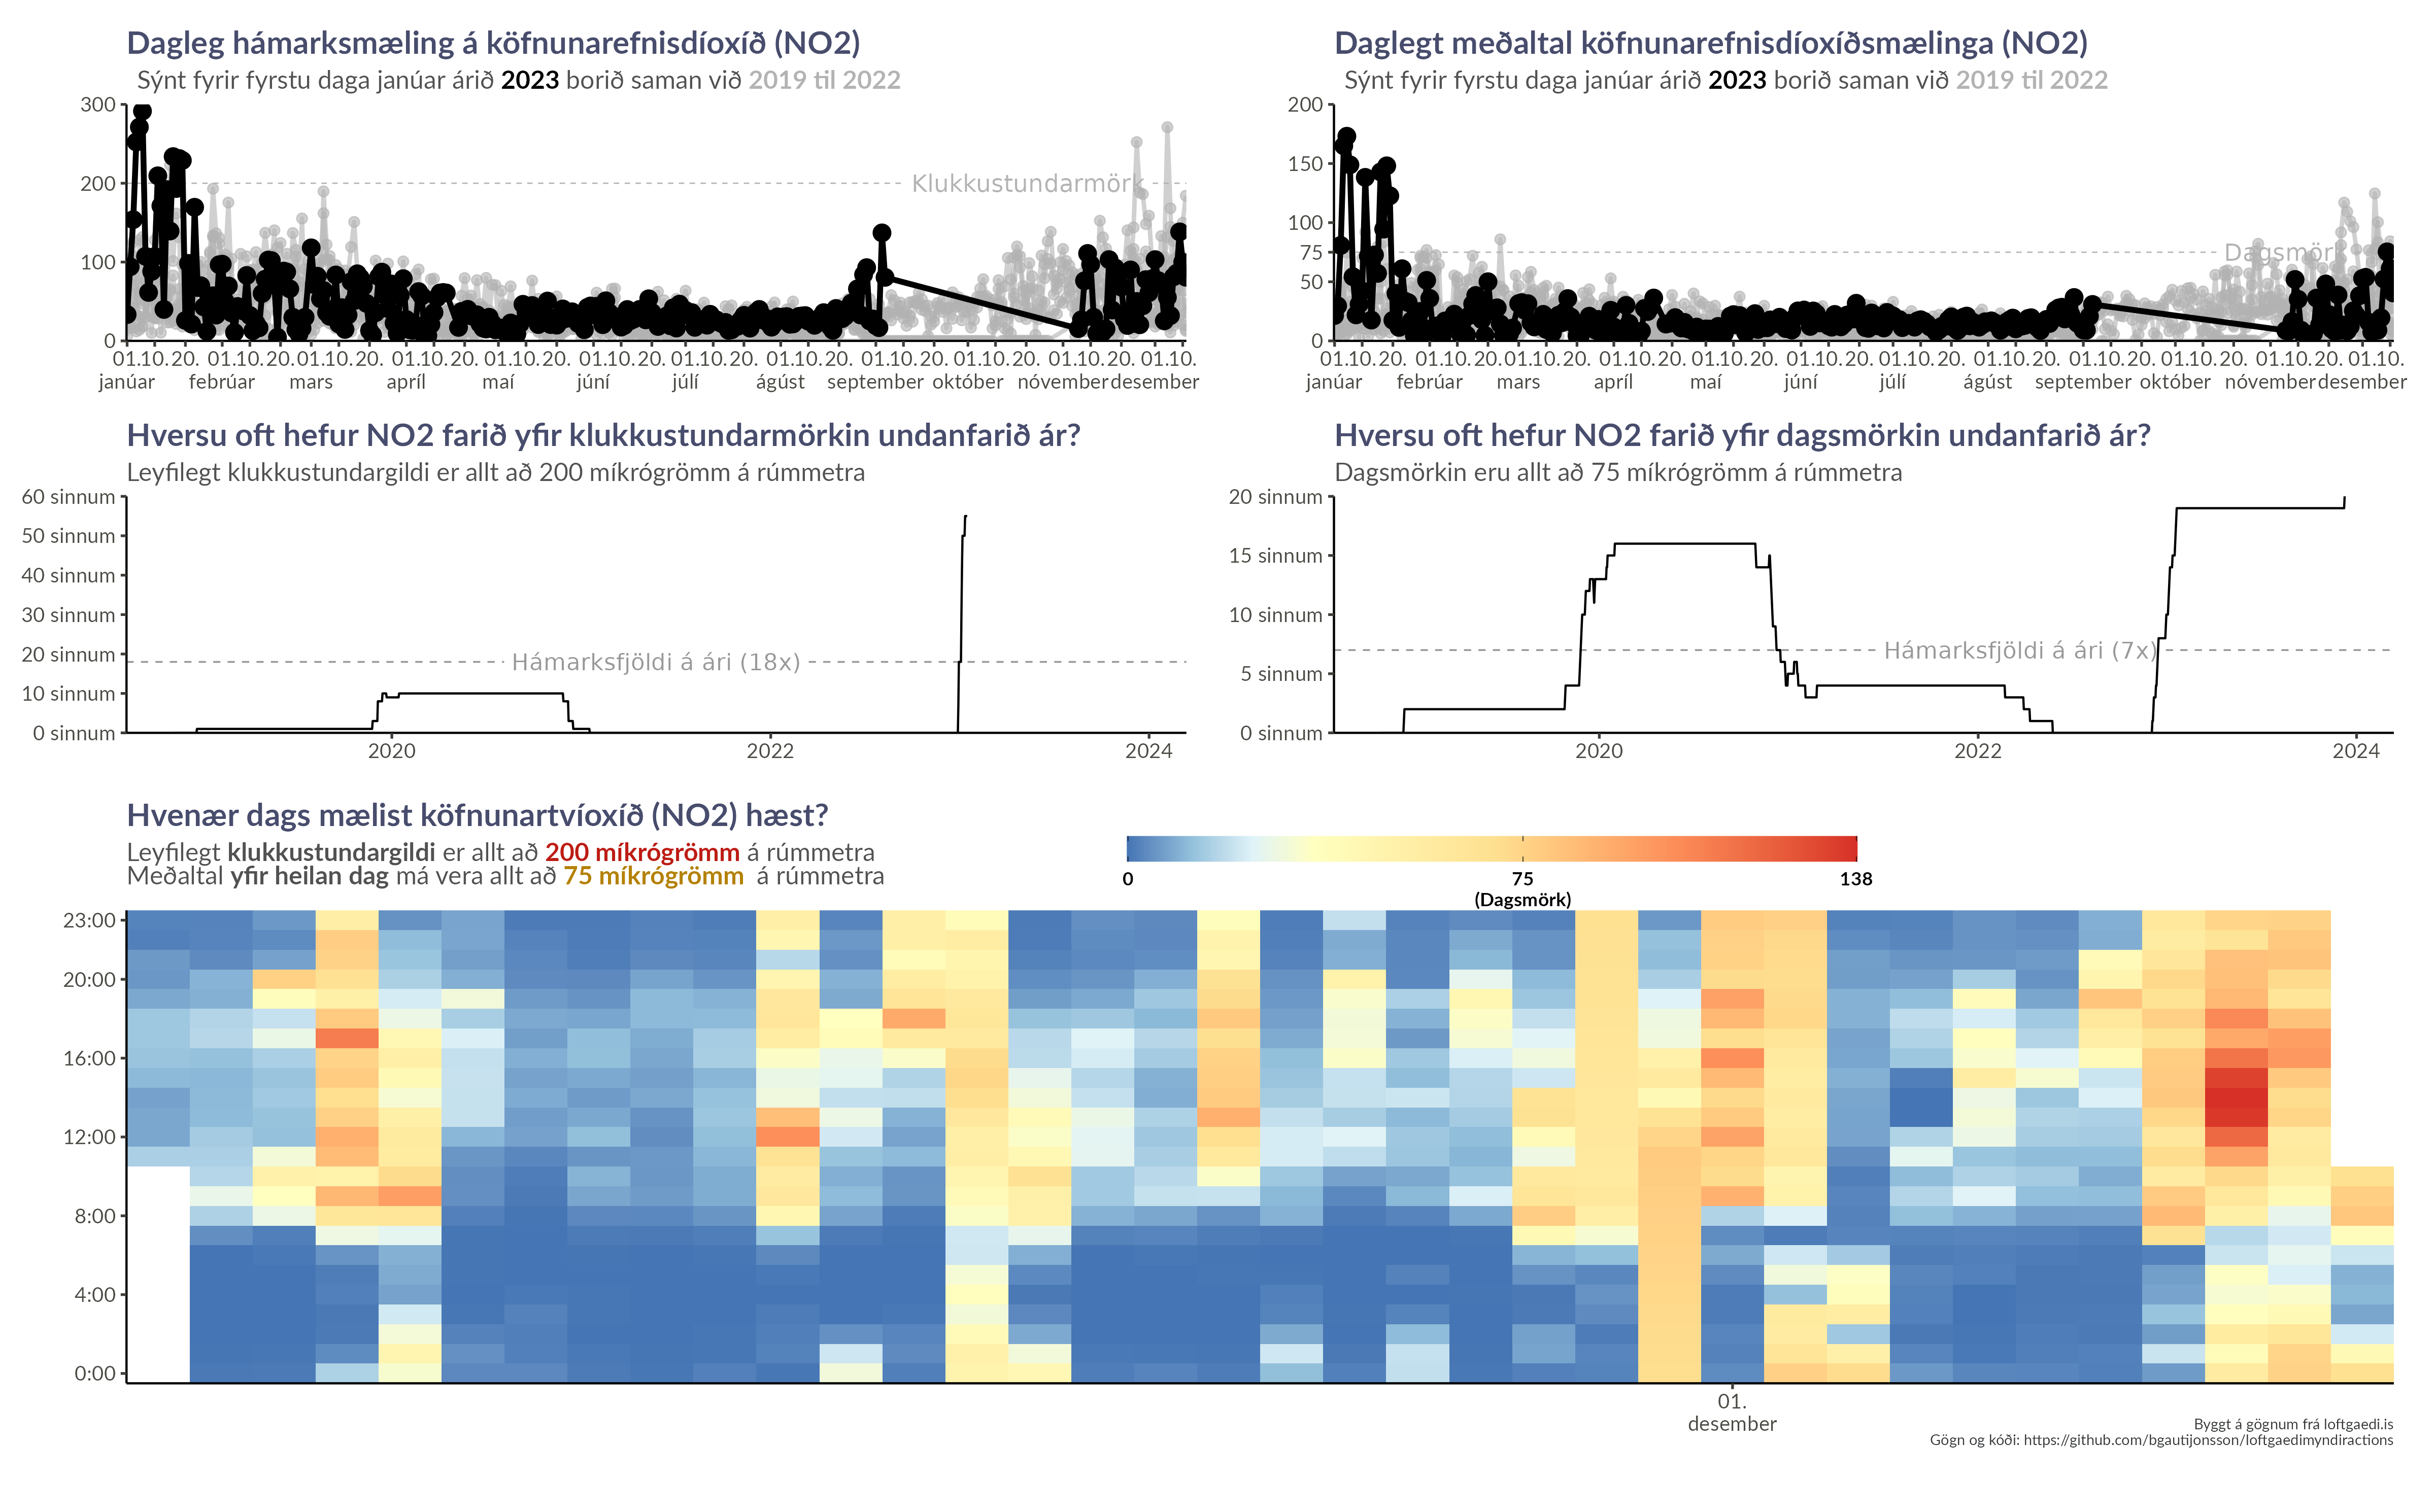 Dagleg hámarksmæling á köfnunarefnisdíoxíð (NO2)
Sýnt fyrir fyrstu daga janúar árið 2023 borið saman við 2019 til 2022
300
200
100
0
Klukkustundarmörk
01.10.20. 01.10.20. 01.10.20. 01.10.20. 01.10.20. 01.10.20. 01.10.20. 01.10.20. 01.10.20. 01.10.20. 01.10.20. 01.10.
janúar febrúar mars apríl maí júní júlí ágúst september október nóvember desember
Daglegt meðaltal köfnunarefnisdíoxíðsmælinga (NO2)
Sýnt fyrir fyrstu daga janúar árið 2023 borið saman við 2019 til 2022
200
150
100
75
50
0
Dagsmörk
01.10.20. 01.10.20. 01.10.20. 01.10.20. 01.10.20. 01.10.20. 01.10.20. 01.10.20. 01.10.20. 01.10.20. 01.10.20. 01.10.
janúar febrúar mars apríl maí júní júlí ágúst september október nóvember desember
Hversu oft hefur NO2 farið yfir klukkustundarmörkin undanfarið ár?
Leyfilegt klukkustundargildi er allt að 200 míkrógrömm á rúmmetra
60 sinnum
50 sinnum
40 sinnum
30 sinnum
20 sinnum
10 sinnum
0 sinnum
Hámarksfjöldi á ári (18x)
2020 2022 2024
Hversu oft hefur NO2 farið yfir dagsmörkin undanfarið ár?
Dagsmörkin eru allt að 75 míkrógrömm á rúmmetra
20 sinnum
15 sinnum
10 sinnum
5 sinnum
0 sinnum
Hámarksfjöldi á ári (7x)
2020 2022 2024
Hvenær dags mælist köfnunartvíoxíð (NO2) hæst?
Leyfilegt klukkustundargildi er allt að 200 míkrógrömm á rúmmetra
Meðaltal yfir heilan dag má vera allt að 75 míkrógrömm á rúmmetra
0 75 138
(Dagsmörk)
23:00
20:00
16:00
12:00
8:00
4:00
0:00
01.
desember
Byggt á gögnum frá loftgaedi.is
Gögn og kóði: https://github.com/bgautijonsson/loftgaedimyndiractions